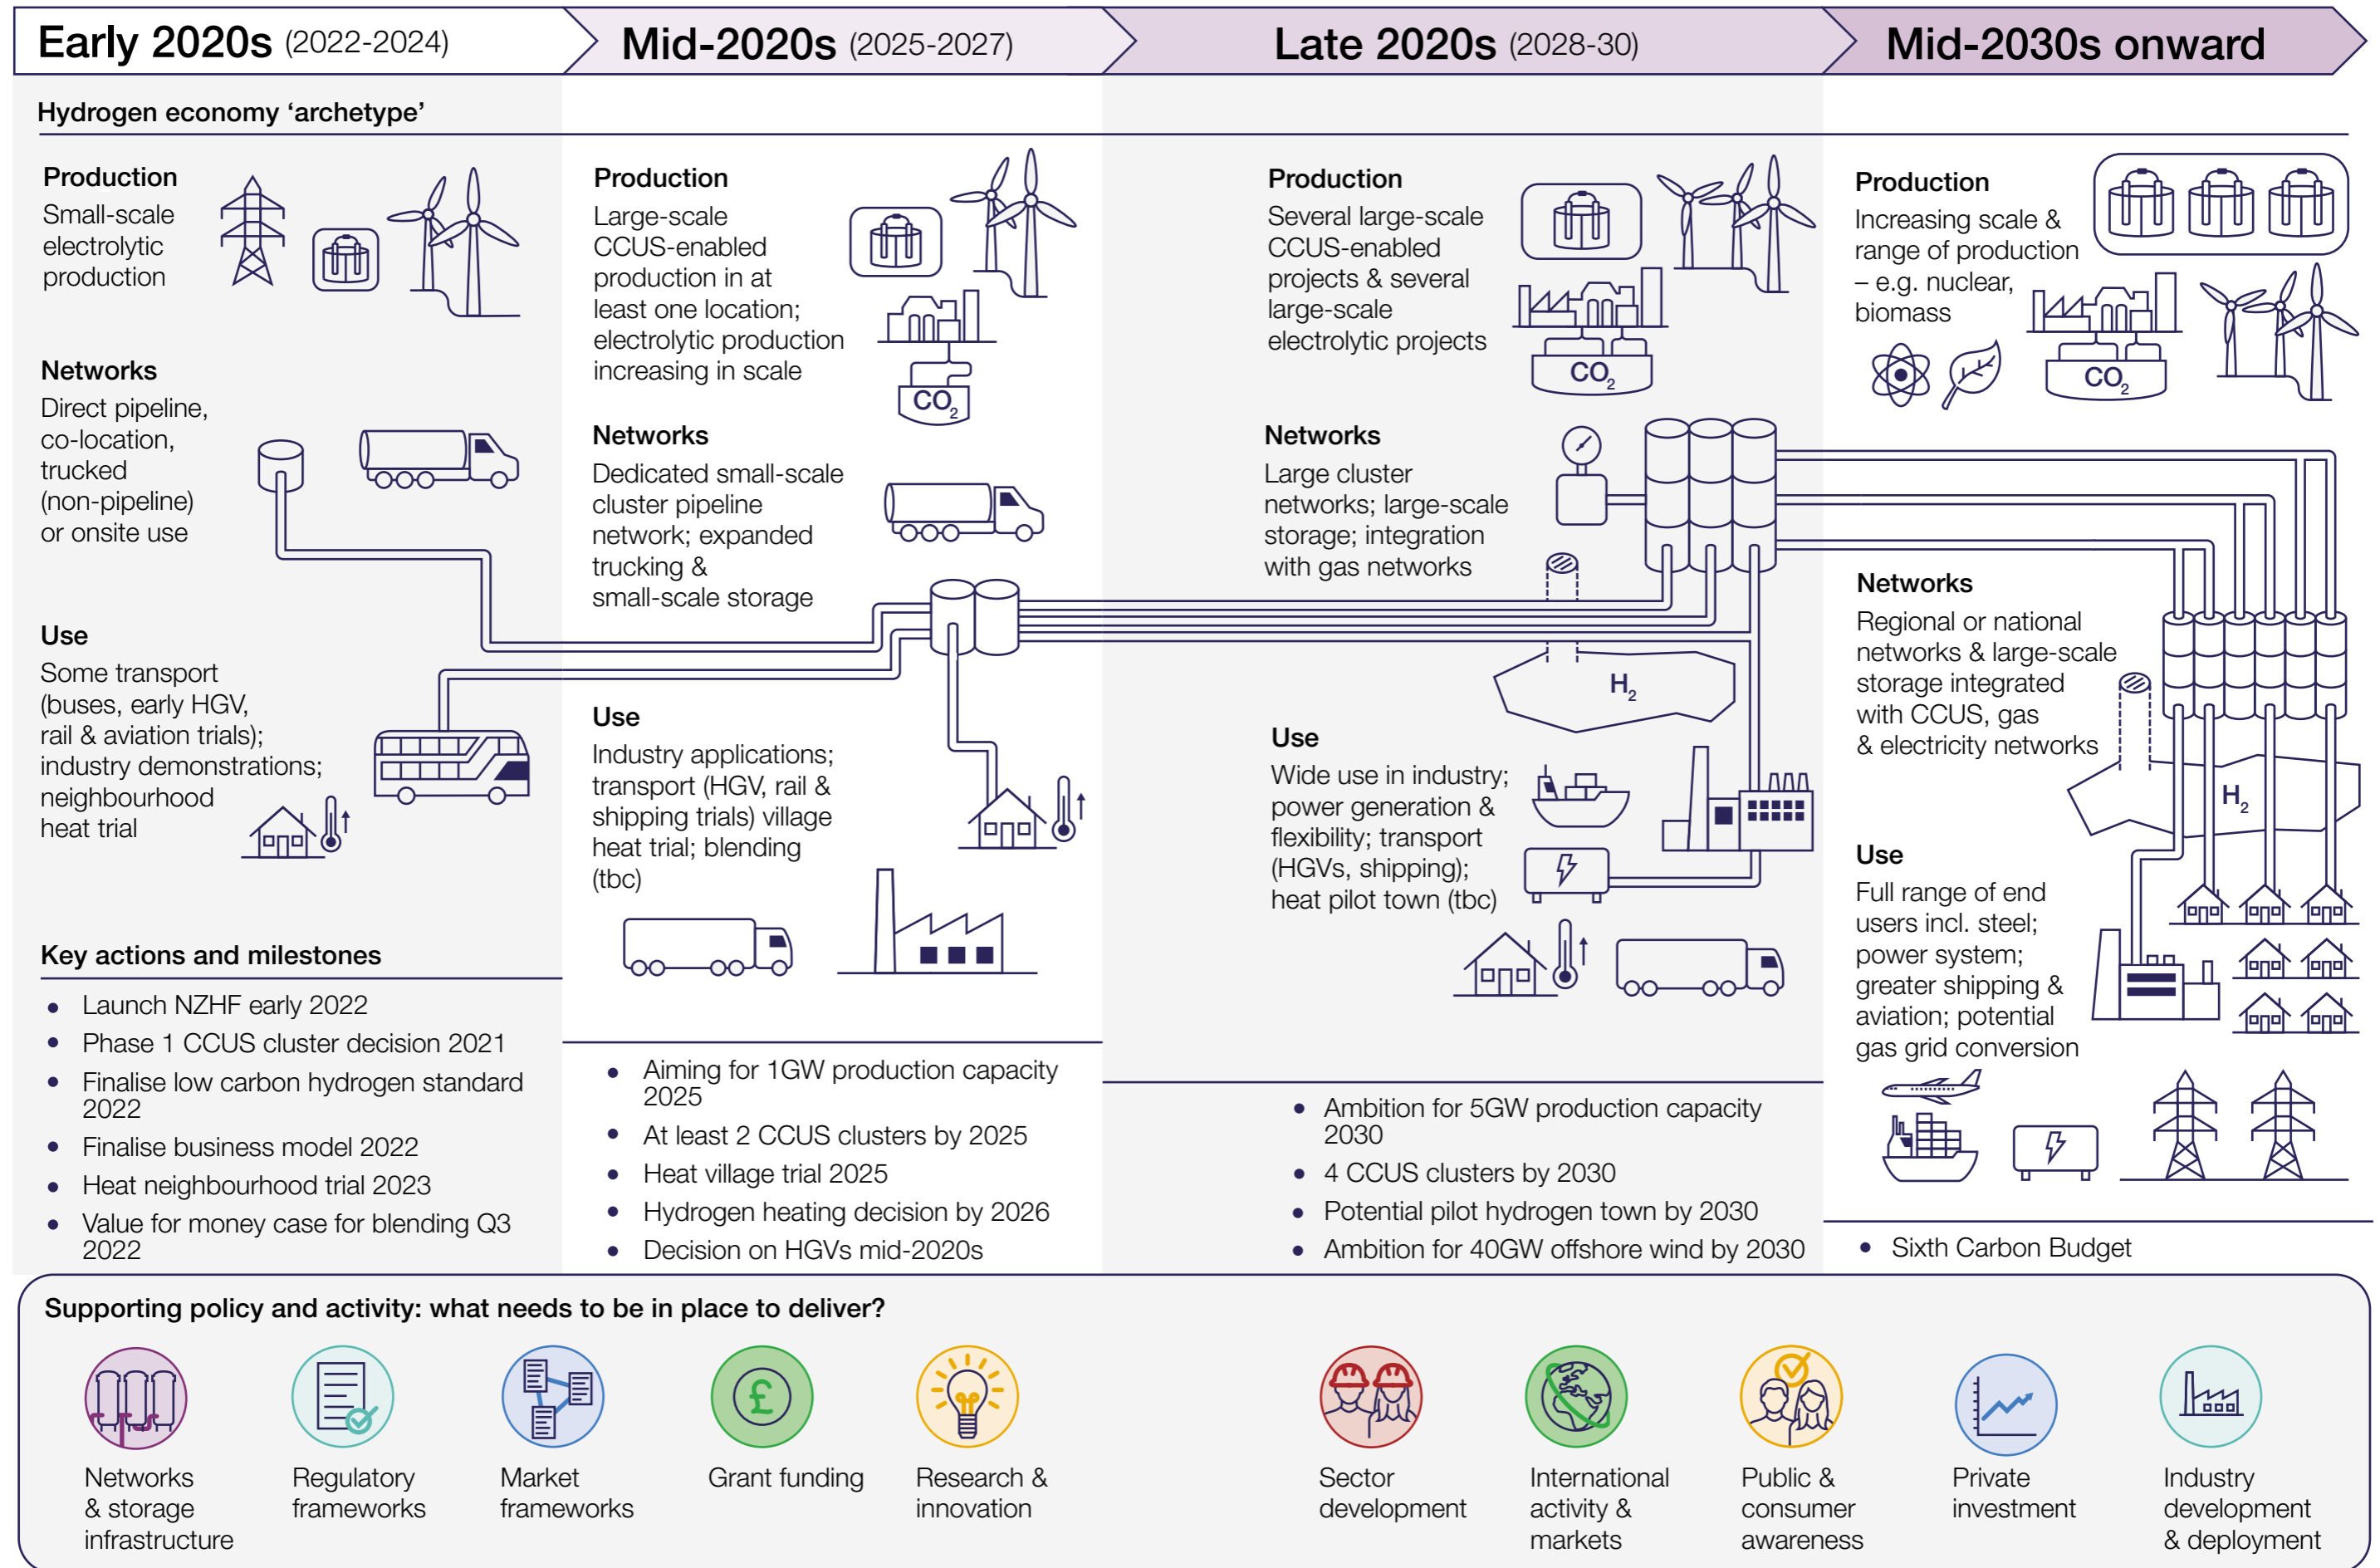 Early 2020s (2022-2024)
Mid-2020s (2025-2027)
Late 2020s (2028-30)
Mid-2030s onward
Hydrogen economy ‘archetype’
Production
Small-scale
electrolytic
production
Networks
Direct pipeline,
co-location,
trucked
(non-pipeline)
or onsite use
Use
Some transport
(buses, early HGV,
rail & aviation trials);
industry demonstrations;
neighbourhood
heat trial
Key actions and milestones
• Launch NZHF early 2022
• Phase 1 CCUS cluster decision 2021
• Finalise low carbon hydrogen standard
2022
• Finalise business model 2022
• Heat neighbourhood trial 2023
• Value for money case for blending Q3
2022
Production
Large-scale
CCUS-enabled
production in at
least one location;
electrolytic production
increasing in scale
CO₂
Networks
Dedicated small-scale
cluster pipeline
network; expanded
trucking &
small-scale storage
Use
Industry applications;
transport (HGV, rail &
shipping trials) village
heat trial; blending
(tbc)
• Aiming for 1GW production capacity
2025
• At least 2 CCUS clusters by 2025
• Heat village trial 2025
• Hydrogen heating decision by 2026
• Decision on HGVs mid-2020s
Production
Several large-scale
CCUS-enabled
projects & several
large-scale
electrolytic projects
CO₂
Networks
Large cluster
networks; large-scale
storage; integration
with gas networks
H₂
Use
Wide use in industry;
power generation &
flexibility; transport
(HGVs, shipping);
heat pilot town (tbc)
• Ambition for 5GW production capacity
2030
• 4 CCUS clusters by 2030
• Potential pilot hydrogen town by 2030
• Ambition for 40GW offshore wind by 2030
Production
Increasing scale &
range of production
– e.g. nuclear,
biomass
CO₂
Networks
Regional or national
networks & large-scale
storage integrated
with CCUS, gas
& electricity networks
H₂
Use
Full range of end
users incl. steel;
power system;
greater shipping &
aviation; potential
gas grid conversion
• Sixth Carbon Budget
Supporting policy and activity: what needs to be in place to deliver?
Networks
& storage
infrastructure
Regulatory
frameworks
Market
frameworks
£
Grant funding
Research &
innovation
Sector
development
International
activity &
markets
Public &
consumer
awareness
Private
investment
Industry
development
& deployment